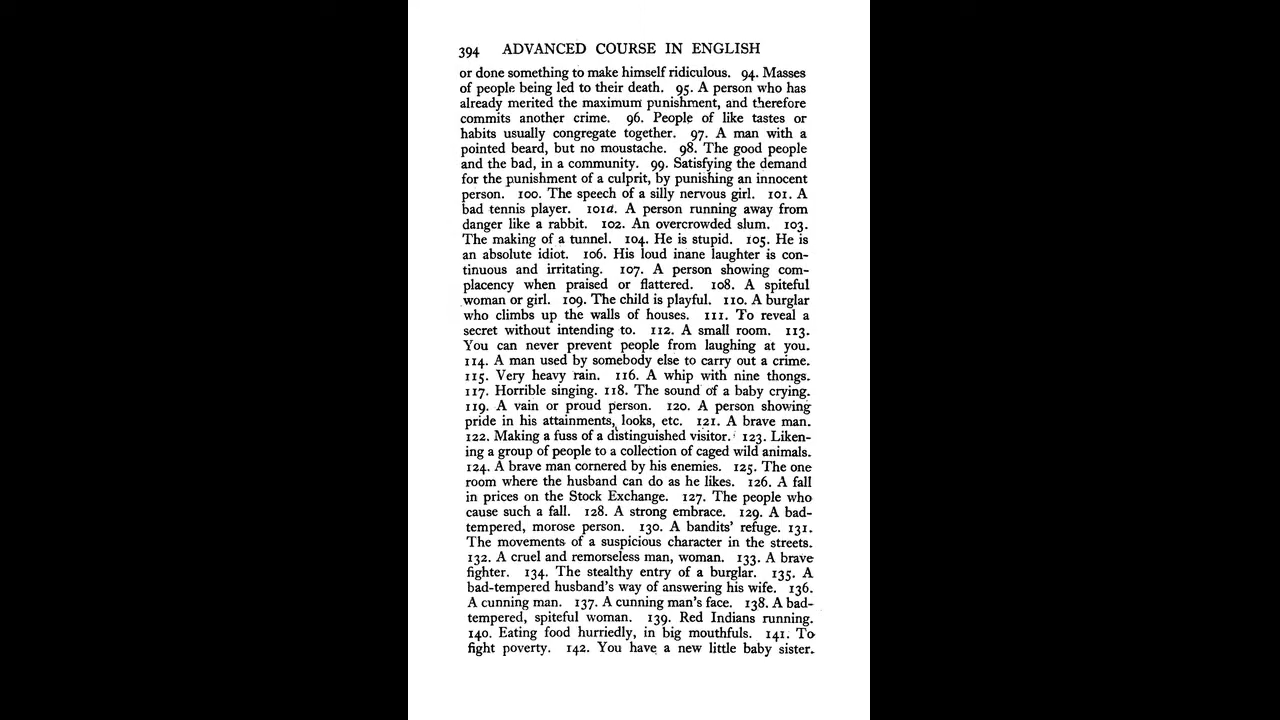 394 ADVANCED COURSE IN ENGLISH
or done something to make himself ridiculous. 94. Masses
of people being led to their death. 95. A person who has
already merited the maximum punishment, and therefore
commits another crime. 96. People of like tastes or
habits usually congregate together. 97. A man with a
pointed beard, but no moustache. 98. The good people
and the bad, in a community. 99. Satisfying the demand
for the punishment of a culprit, by punishing an innocent
person. 100. The speech of a silly nervous girl. 101. A
bad tennis player. 101a. A person running away from
danger like a rabbit. 102. An overcrowded slum. 103.
The making of a tunnel. 104. He is stupid. 105. He is
an absolute idiot. 106. His loud inane laughter is con-
tinuous and irritating. 107. A person showing com-
placency when praised or flattered. 108. A spiteful
woman or girl. 109. The child is playful. 110. A burglar
who climbs up the walls of houses. 111. To reveal a
secret without intending to. 112. A small room. 113.
You can never prevent people from laughing at you.
114. A man used by somebody else to carry out a crime.
115. Very heavy rain. 116. A whip with nine thongs.
117. Horrible singing. 118. The sound of a baby crying.
119. A vain or proud person. 120. A person showing
pride in his attainments, looks, etc. 121. A brave man.
122. Making a fuss of a distinguished visitor. 123. Liken-
ing a group of people to a collection of caged wild animals.
124. A brave man cornered by his enemies. 125. The one
room where the husband can do as he likes. 126. A fall
in prices on the Stock Exchange. 127. The people who
cause such a fall. 128. A strong embrace. 129. A bad-
tempered, morose person. 130. A bandits' refuge. 131.
The movements of a suspicious character in the streets.
132. A cruel and remorseless man, woman. 133. A brave
fighter. 134. The stealthy entry of a burglar. 135. A
bad-tempered husband's way of answering his wife. 136.
A cunning man. 137. A cunning man's face. 138. A bad-
tempered, spiteful woman. 139. Red Indians running.
140. Eating food hurriedly, in big mouthfuls. 141. To
fight poverty. 142. You have a new little baby sister.